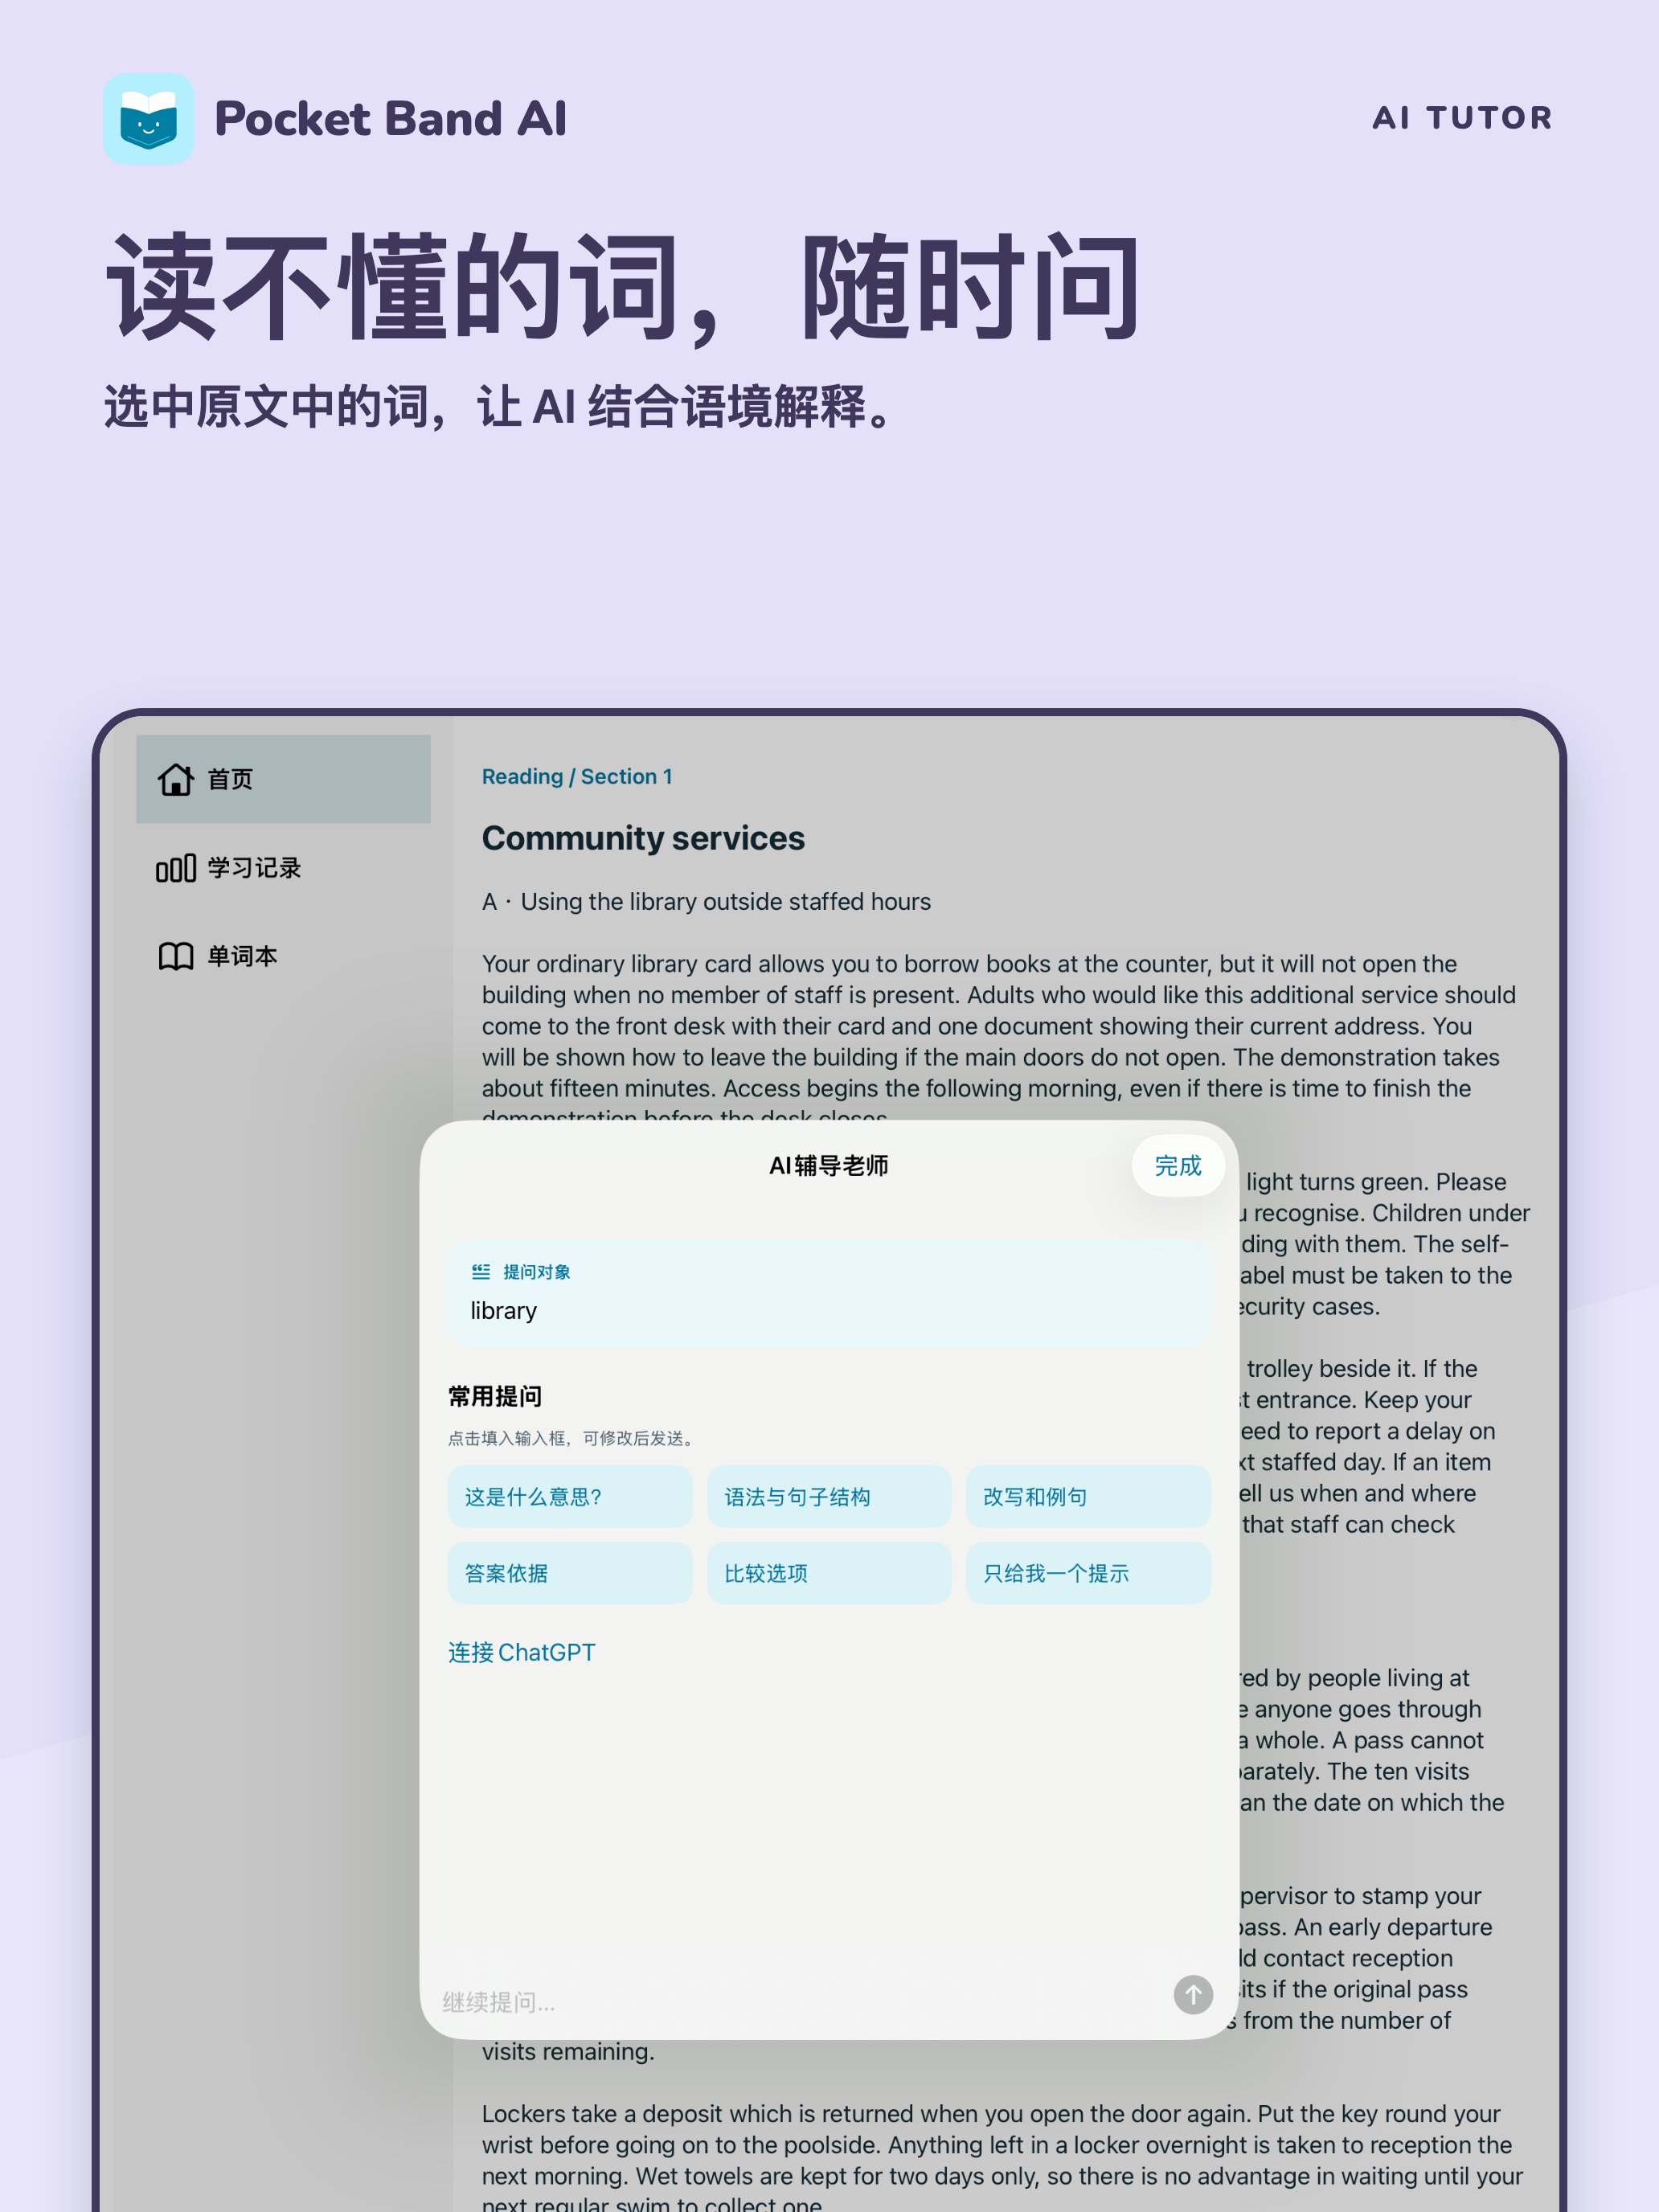 Pocket Band AI
AI TUTOR
读不懂的词，随时问
选中原文中的词，让 AI 结合语境解释。
首页
学习记录
单词本
Reading / Section 1
Community services
A · Using the library outside staffed hours
Your ordinary library card allows you to borrow books at the counter, but it will not open the
building when no member of staff is present. Adults who would like this additional service should
come to the front desk with their card and one document showing their current address. You
will be shown how to leave the building if the main doors do not open. The demonstration takes
about fifteen minutes. Access begins the following morning, even if there is time to finish the
demonstration before the desk closes.
light turns green. Please
recognise. Children under
ding with them. The self-
abel must be taken to the
ecurity cases.
trolley beside it. If the
st entrance. Keep your
eed to report a delay on
xt staffed day. If an item
ell us when and where
that staff can check
red by people living at
e anyone goes through
a whole. A pass cannot
parately. The ten visits
an the date on which the
pervisor to stamp your
pass. An early departure
ld contact reception
sits if the original pass
s from the number of
visits remaining.
Lockers take a deposit which is returned when you open the door again. Put the key round your
wrist before going on to the poolside. Anything left in a locker overnight is taken to reception the
next morning. Wet towels are kept for two days only, so there is no advantage in waiting until your
next regular swim to collect one.
AI辅导老师
完成
提问对象
library
常用提问
点击填入输入框，可修改后发送。
这是什么意思?
语法与句子结构
改写和例句
答案依据
比较选项
只给我一个提示
连接 ChatGPT
继续提问...